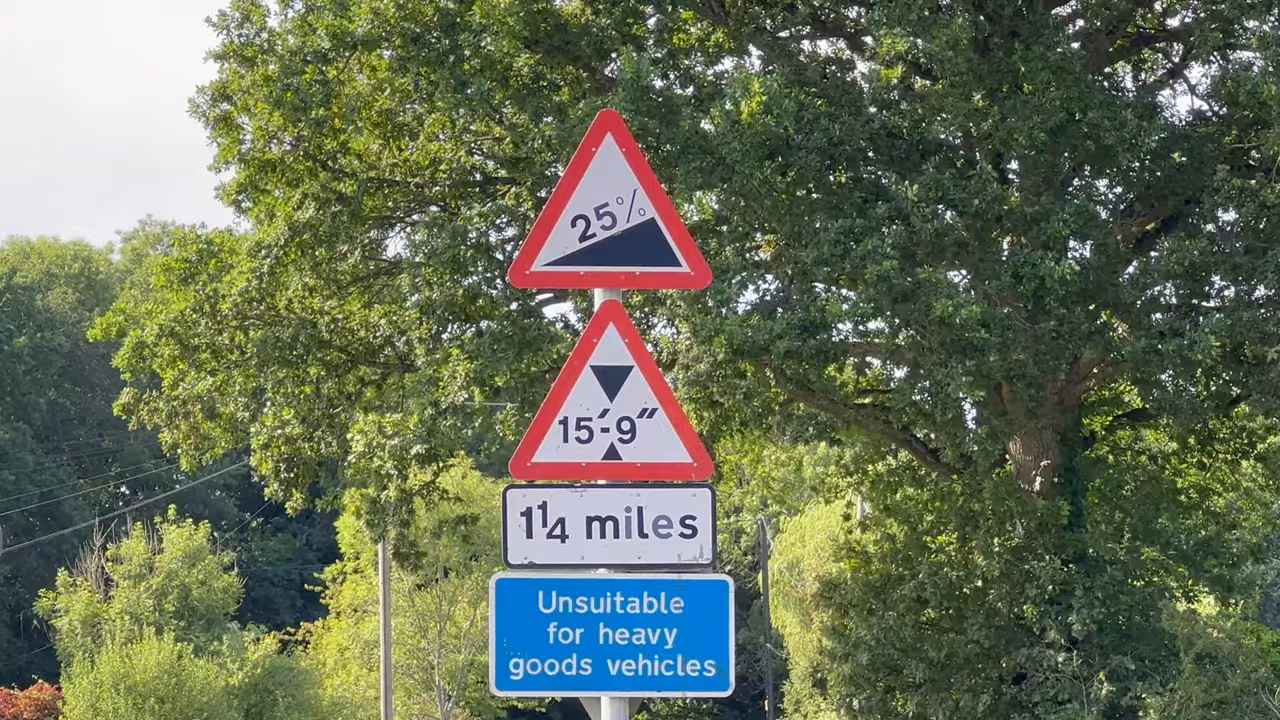 25%
15'-9"
1¼ miles
Unsuitable
for heavy
goods vehicles